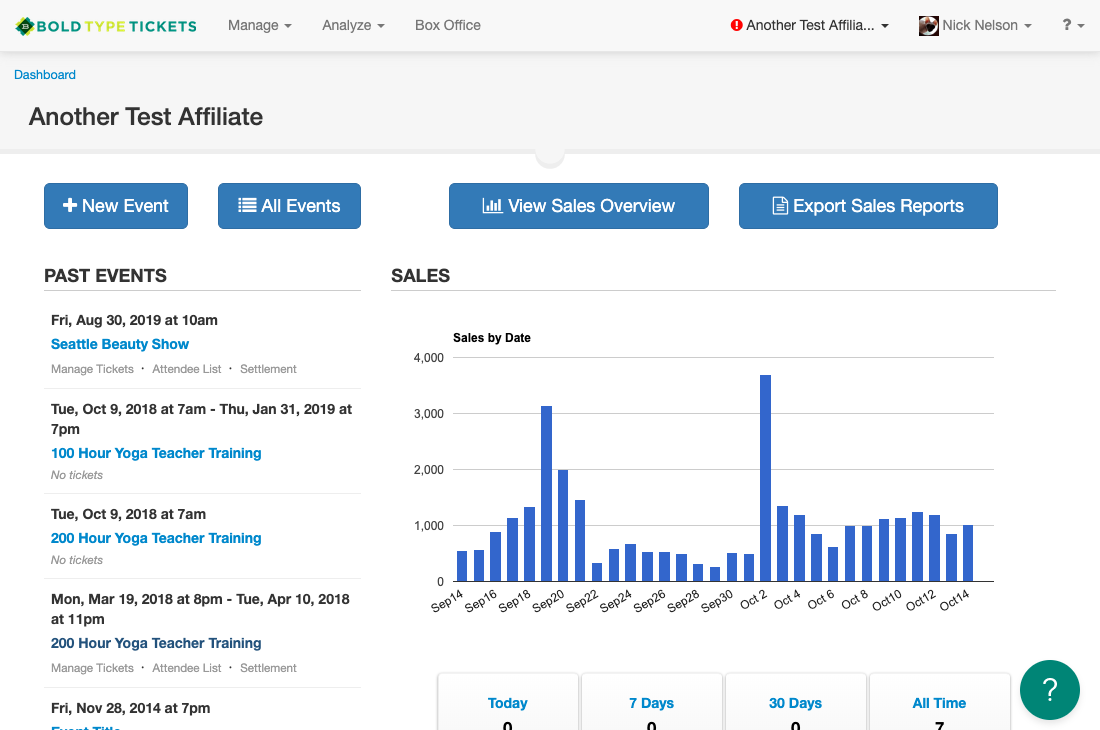 BOLD TYPE TICKETS Manage Analyze Box Office Another Test Affilia... Nick Nelson ?
Dashboard
Another Test Affiliate
New Event All Events View Sales Overview Export Sales Reports
PAST EVENTS
Fri, Aug 30, 2019 at 10am
Seattle Beauty Show
Manage Tickets · Attendee List · Settlement
Tue, Oct 9, 2018 at 7am - Thu, Jan 31, 2019 at
7pm
100 Hour Yoga Teacher Training
No tickets
Tue, Oct 9, 2018 at 7am
200 Hour Yoga Teacher Training
No tickets
Mon, Mar 19, 2018 at 8pm - Tue, Apr 10, 2018
at 11pm
200 Hour Yoga Teacher Training
Manage Tickets · Attendee List · Settlement
Fri, Nov 28, 2014 at 7pm
Event Title
SALES
Sales by Date
4,000
3,000
2,000
1,000
0
Sep14 Sep16 Sep18 Sep20 Sep22 Sep24 Sep26 Sep28 Sep30 Oct 2 Oct 4 Oct 6 Oct 8 Oct10 Oct12 Oct14
Today 7 Days 30 Days All Time
0 0 0 7
?